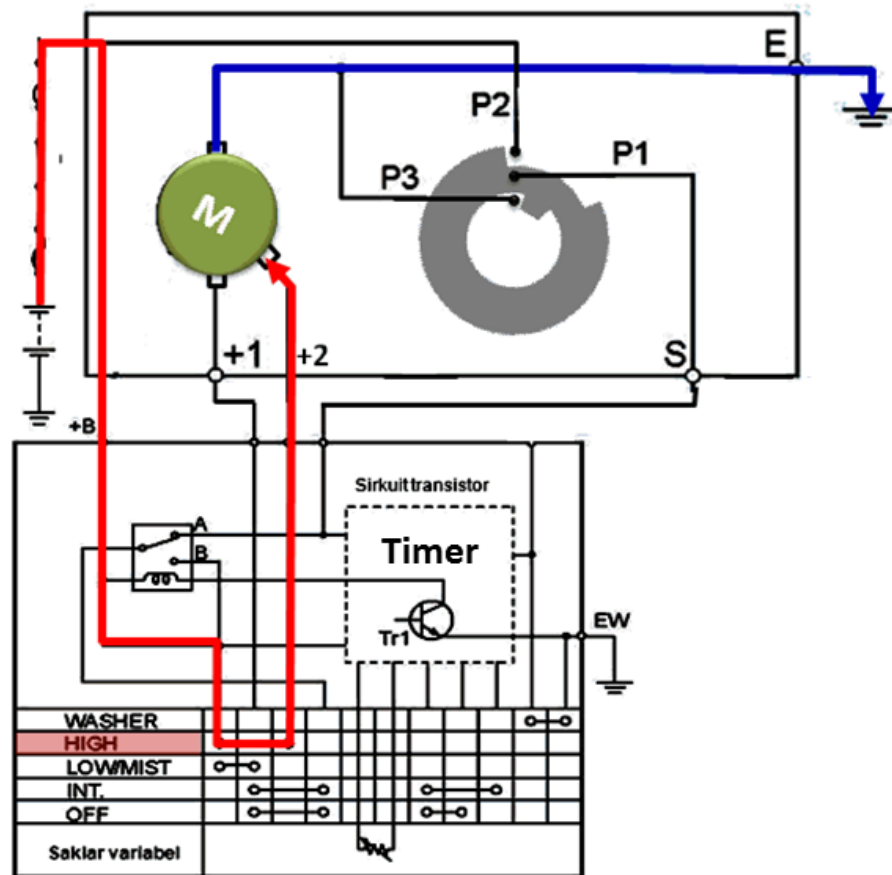 E
P2
P1
P3
M
+1
+2
S
+B
Sirkuit transistor
A
Timer
B
Tr1
EW
WASHER
HIGH
LOW/MIST
INT.
OFF
Saklar variabel